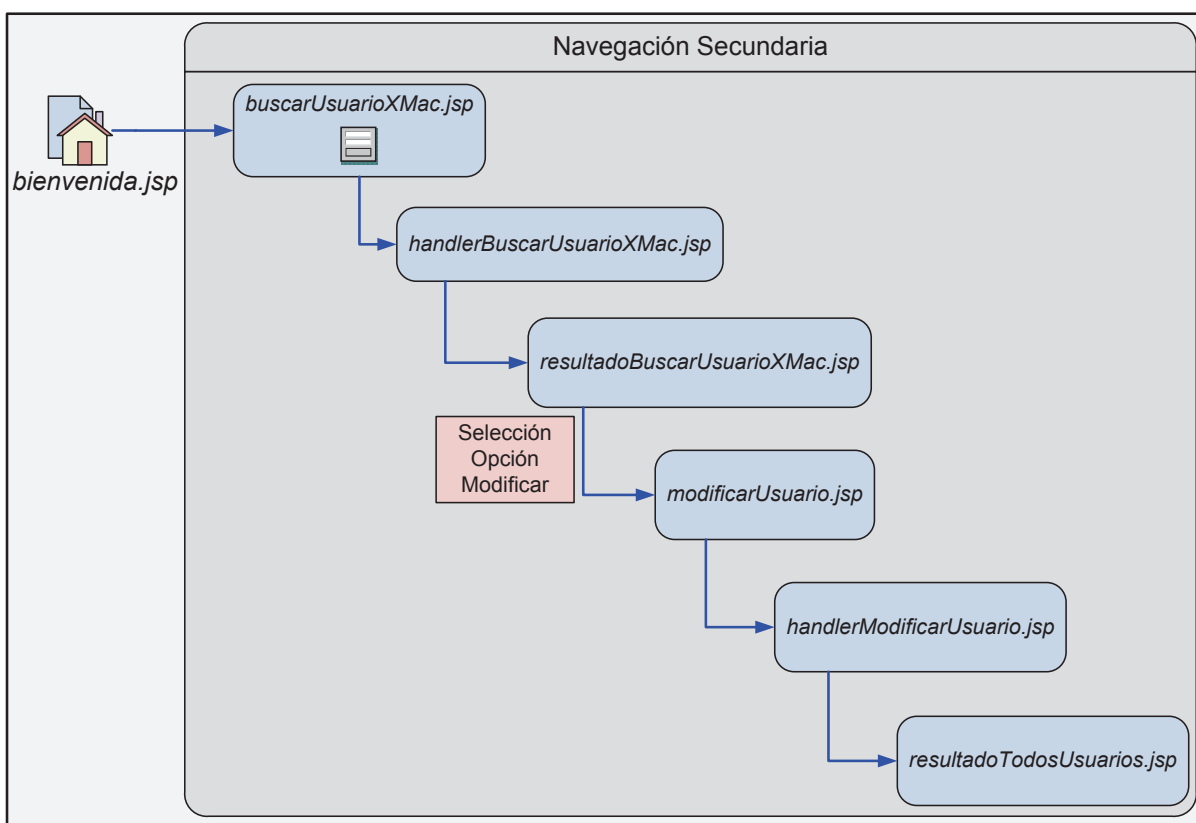 Navegación Secundaria
buscarUsuarioXMac.jsp
bienvenida.jsp
handlerBuscarUsuarioXMac.jsp
resultadoBuscarUsuarioXMac.jsp
Selección
Opción
Modificar
modificarUsuario.jsp
handlerModificarUsuario.jsp
resultadoTodosUsuarios.jsp